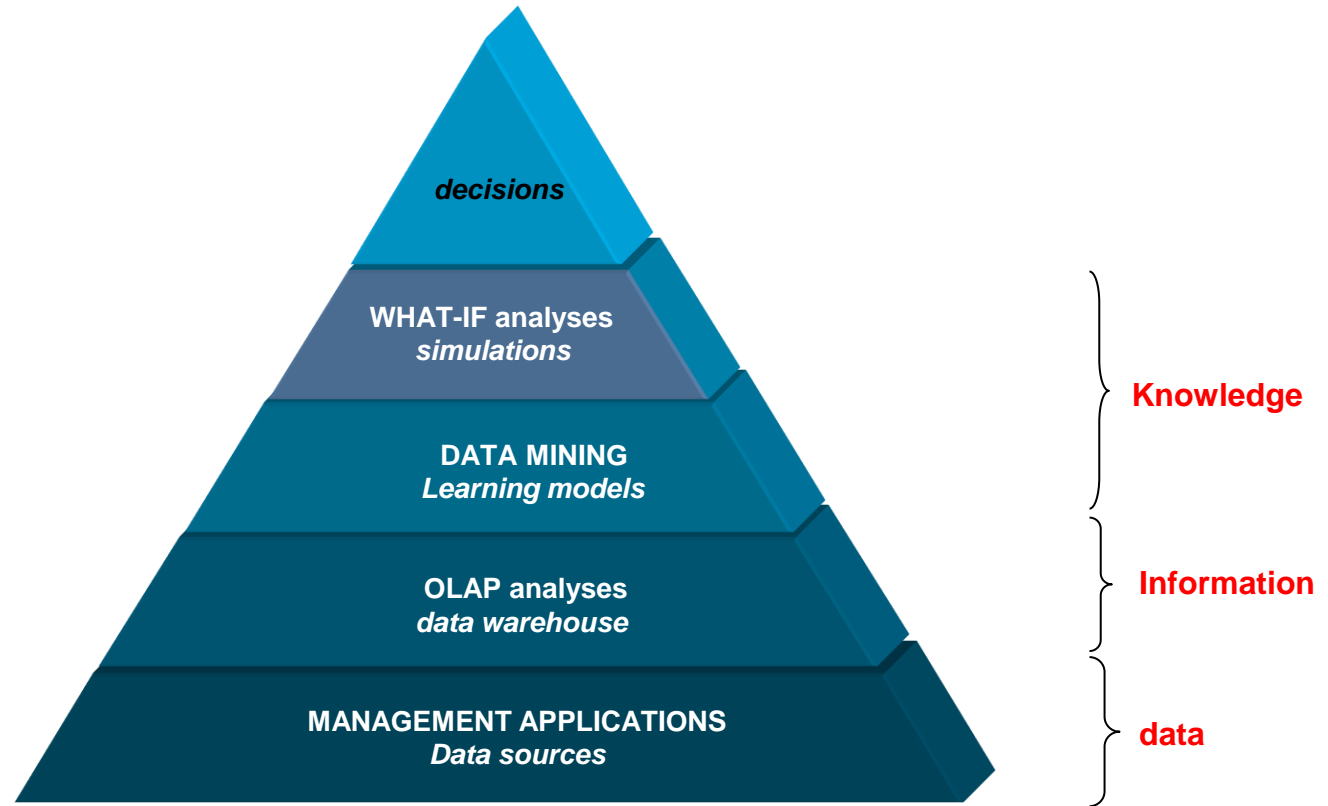 decisions
WHAT-IF analyses
simulations
Knowledge
DATA MINING
Learning models
OLAP analyses
data warehouse
Information
MANAGEMENT APPLICATIONS
Data sources
data